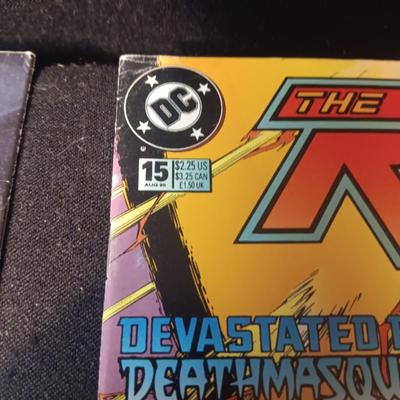 DC
THE
15
AUG 95
$2.25 US
$3.25 CAN
£1.50 UK
R
DEVASTATED
DEATHMASQU